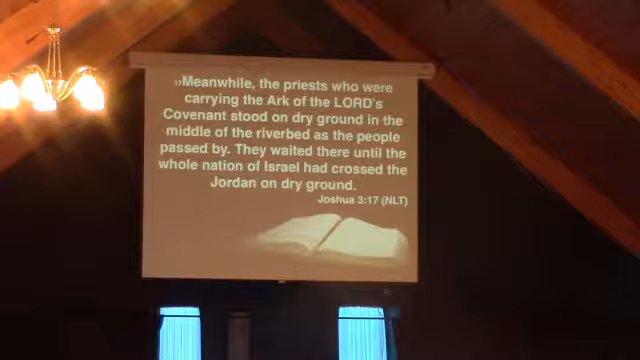 17Meanwhile, the priests who were
carrying the Ark of the LORD's
Covenant stood on dry ground in the
middle of the riverbed as the people
passed by. They waited there until the
whole nation of Israel had crossed the
Jordan on dry ground.
Joshua 3:17 (NLT)